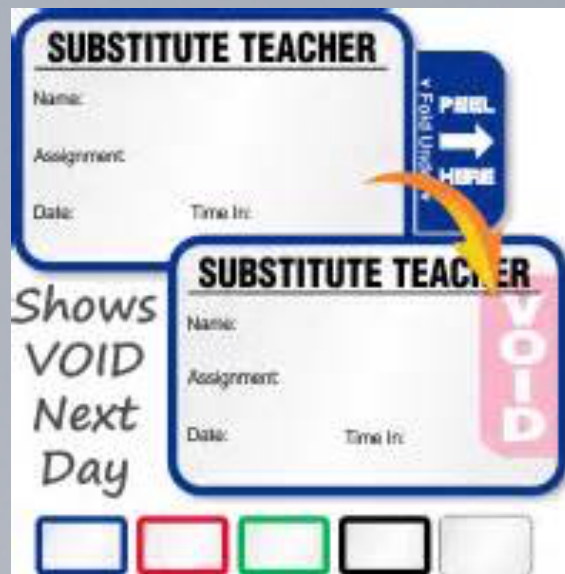 SUBSTITUTE TEACHER
Name:
Assignment:
Date: Time In:
Fold Under
PEEL
HERE
SUBSTITUTE TEACHER
Name:
Assignment:
Date: Time In:
VOID
Shows
VOID
Next
Day